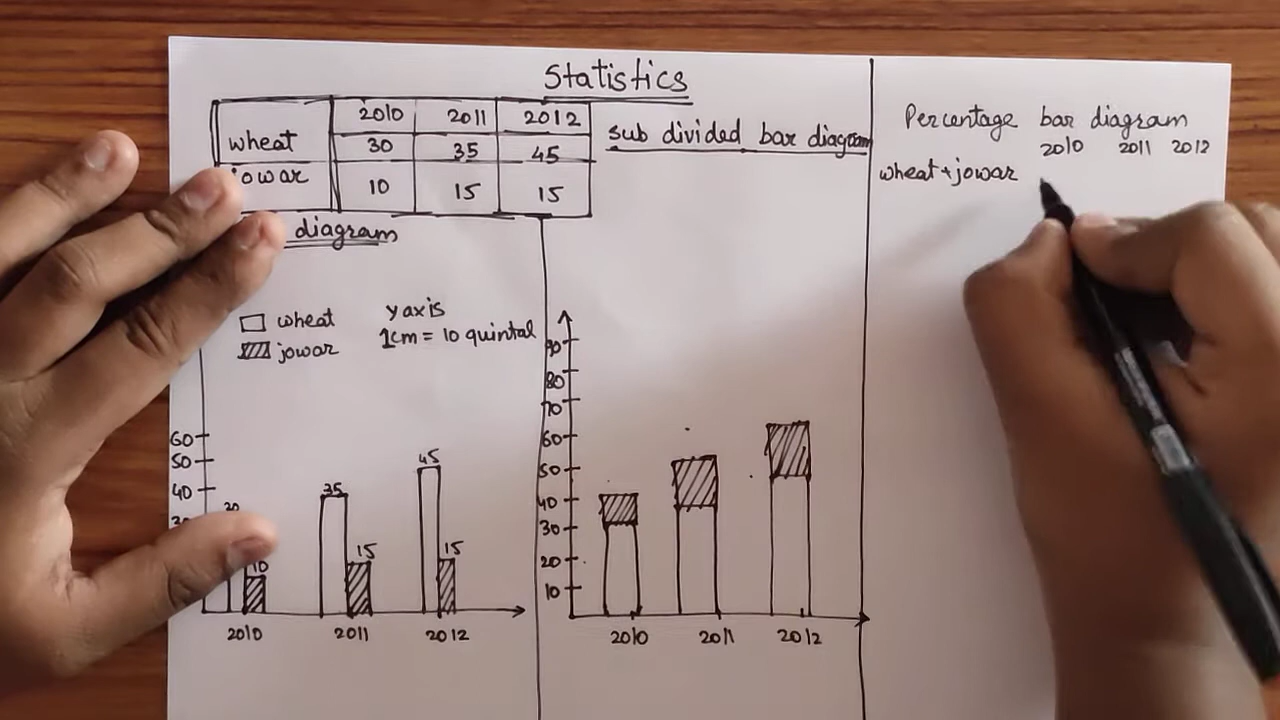 Statistics
2010 2011 2012
wheat 30 35 45
jowar 10 15 15
diagram
wheat
jowar
y axis
1cm = 10 quintal
60
50
40
35
45
10
15
15
2010 2011 2012
sub divided bar diagram
90
80
70
60
50
40
30
20
10
2010 2011 2012
Percentage bar diagram
2010 2011 2012
wheat+jowar